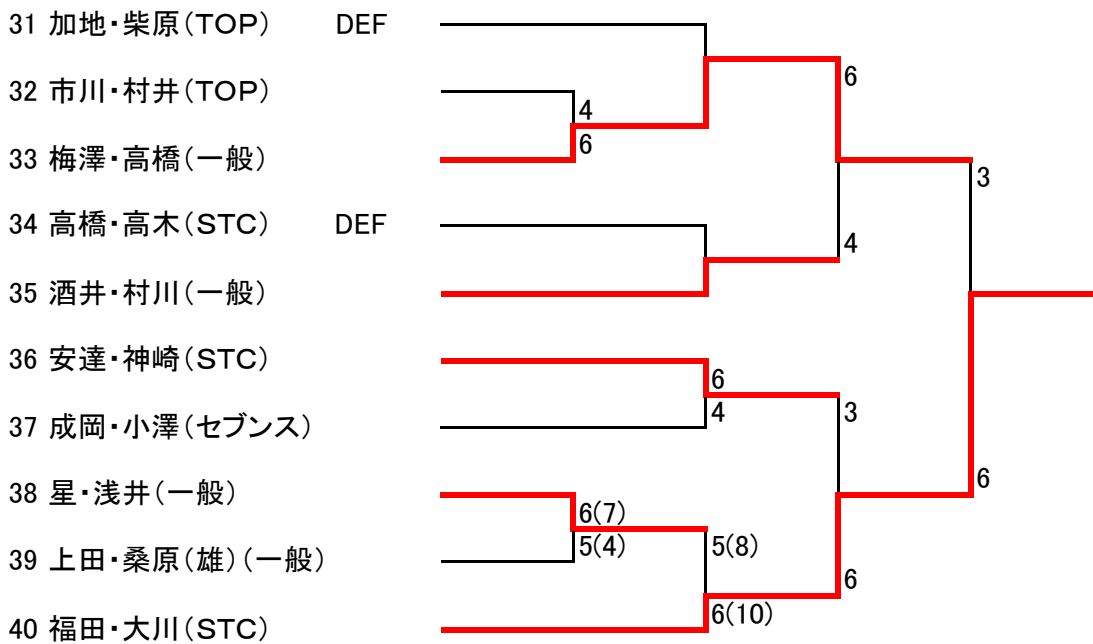 31 加地・柴原(TOP) DEF
6
32 市川・村井(TOP)
4
6
33 梅澤・高橋(一般)
3
34 高橋・高木(STC) DEF
4
35 酒井・村川(一般)
36 安達・神崎(STC)
6
4
3
37 成岡・小澤(セブンス)
38 星・浅井(一般)
6
6(7)
5(4)
5(8)
39 上田・桑原(雄)(一般)
6
6(10)
40 福田・大川(STC)